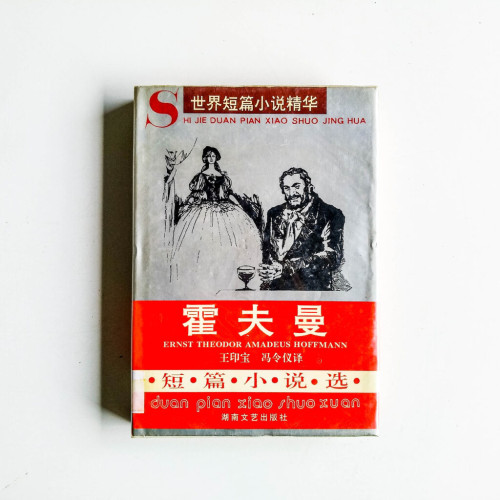 世界短篇小说精华
SHI JIE DUAN PIAN XIAO SHUO JING HUA
霍夫曼
ERNST THEODOR AMADEUS HOFFMANN
王印宝 冯令仪译
·短·篇·小·说·选·
duan pian xiao shuo xuan
湖南文艺出版社